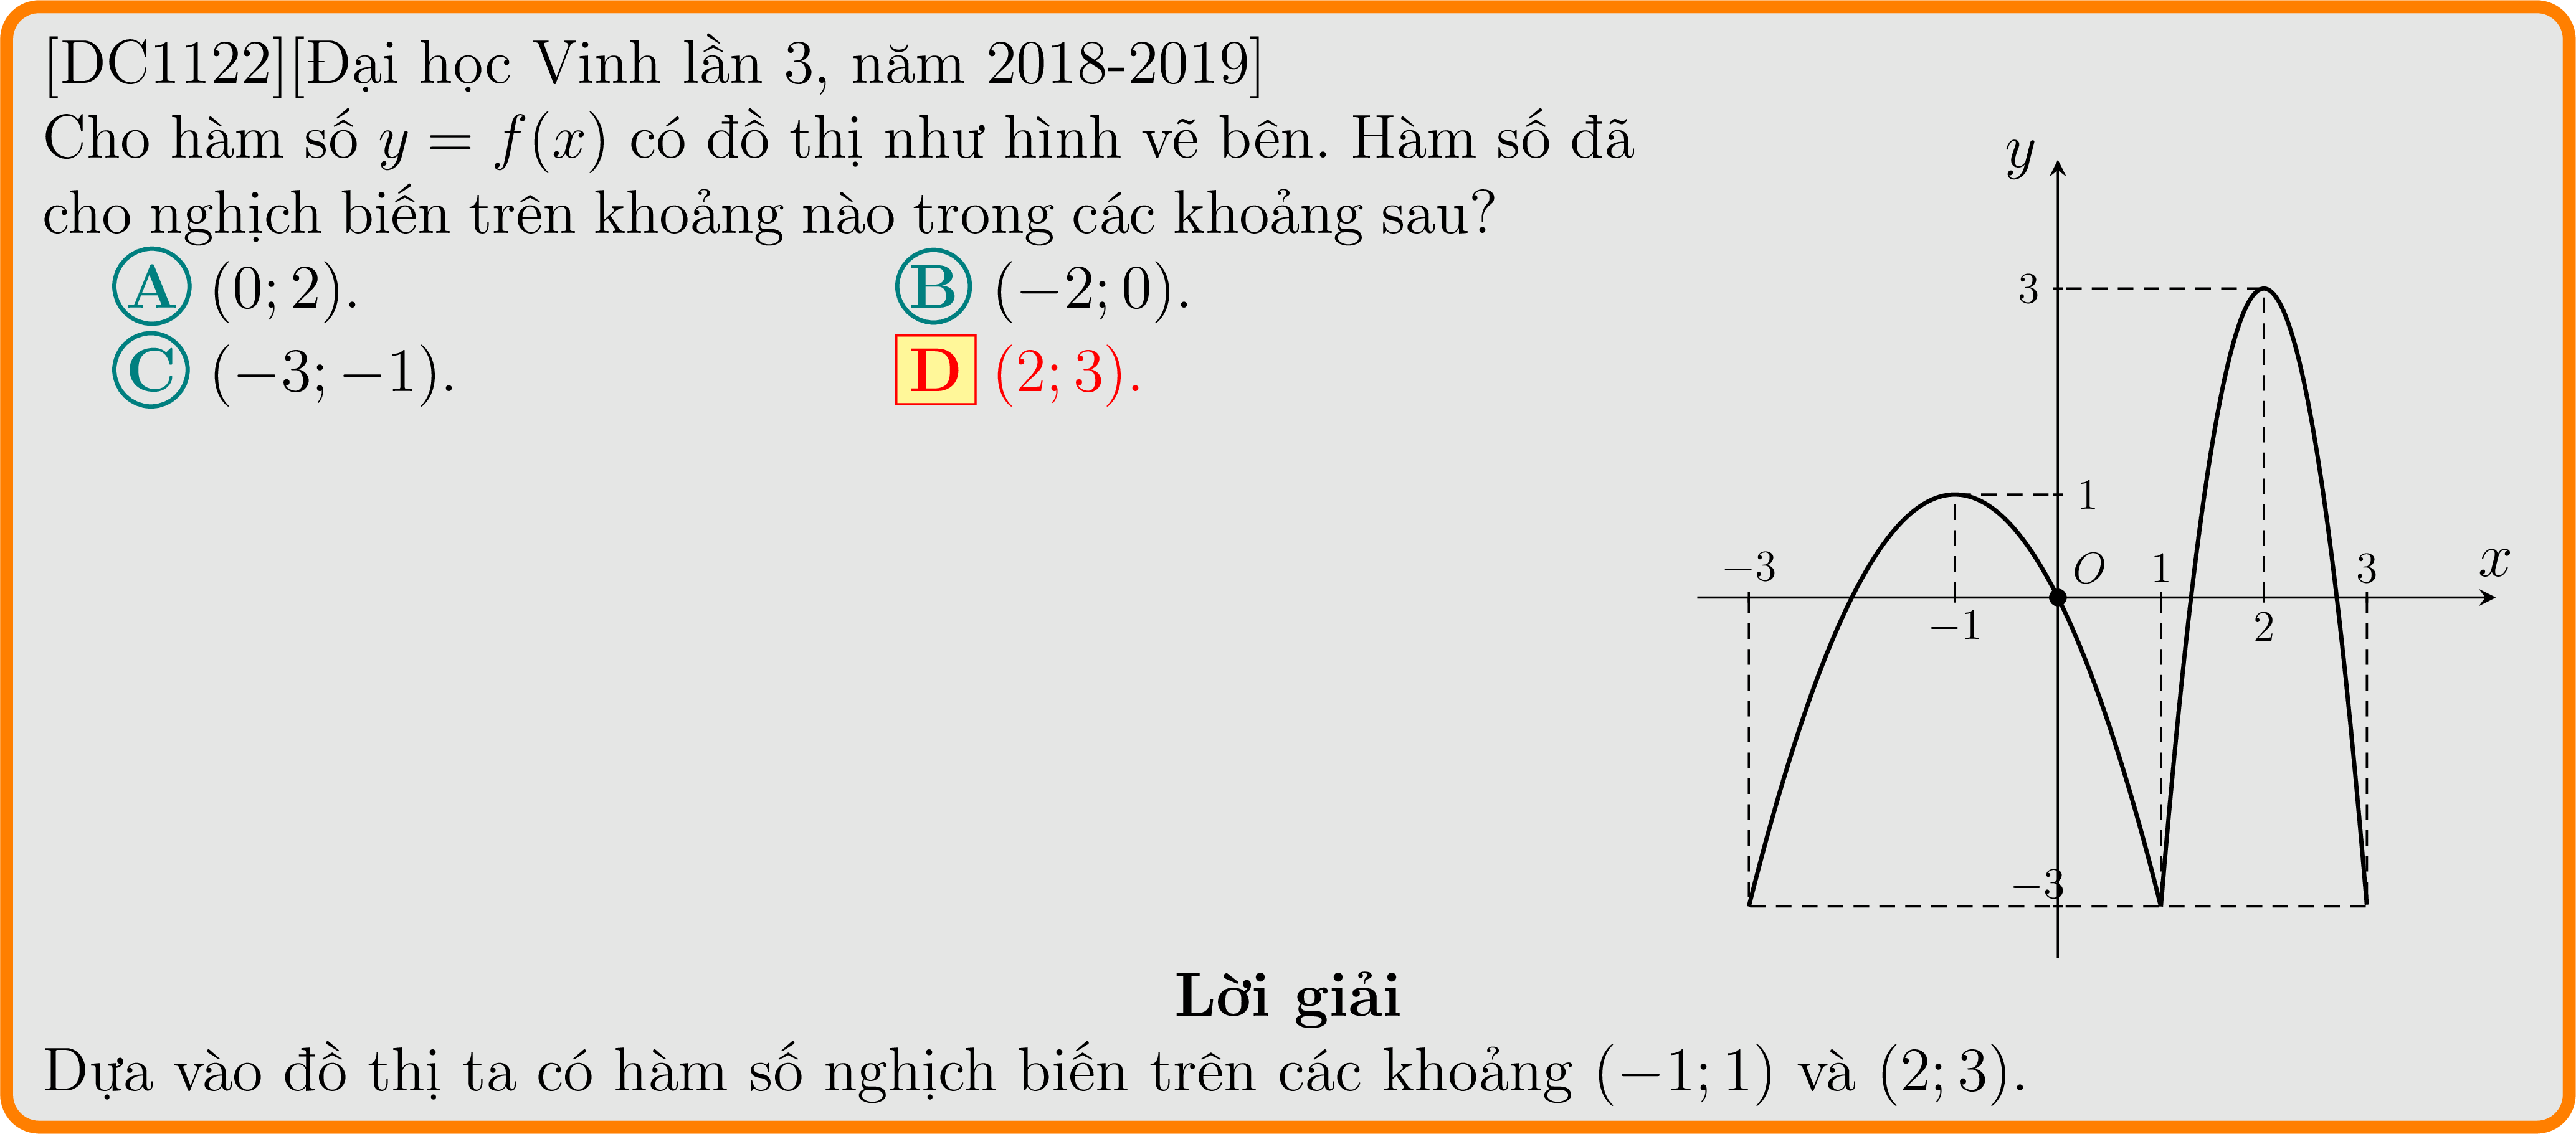 [DC1122][Đại học Vinh lần 3, năm 2018-2019]
Cho hàm số y = f(x) có đồ thị như hình vẽ bên. Hàm số đã
cho nghịch biến trên khoảng nào trong các khoảng sau?
A (0; 2). B (−2; 0).
C (−3; −1). D (2; 3).
y
3
1
−3 O 1 3 x
−1 2
−3
Lời giải
Dựa vào đồ thị ta có hàm số nghịch biến trên các khoảng (−1; 1) và (2; 3).